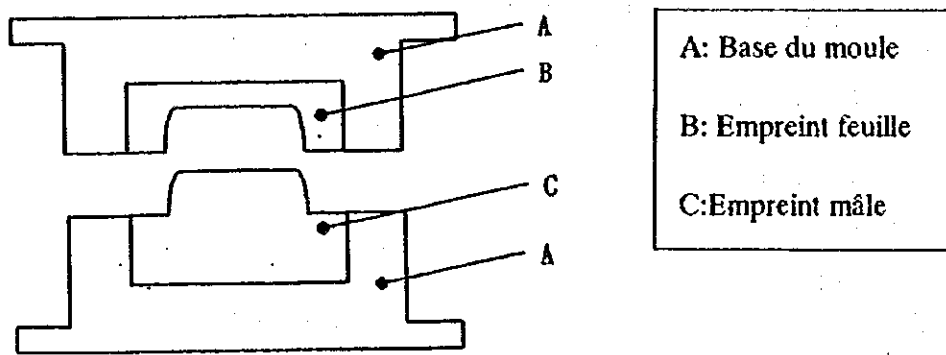 A
B
C
A
A: Base du moule
B: Empreint feuille
C:Empreint mâle